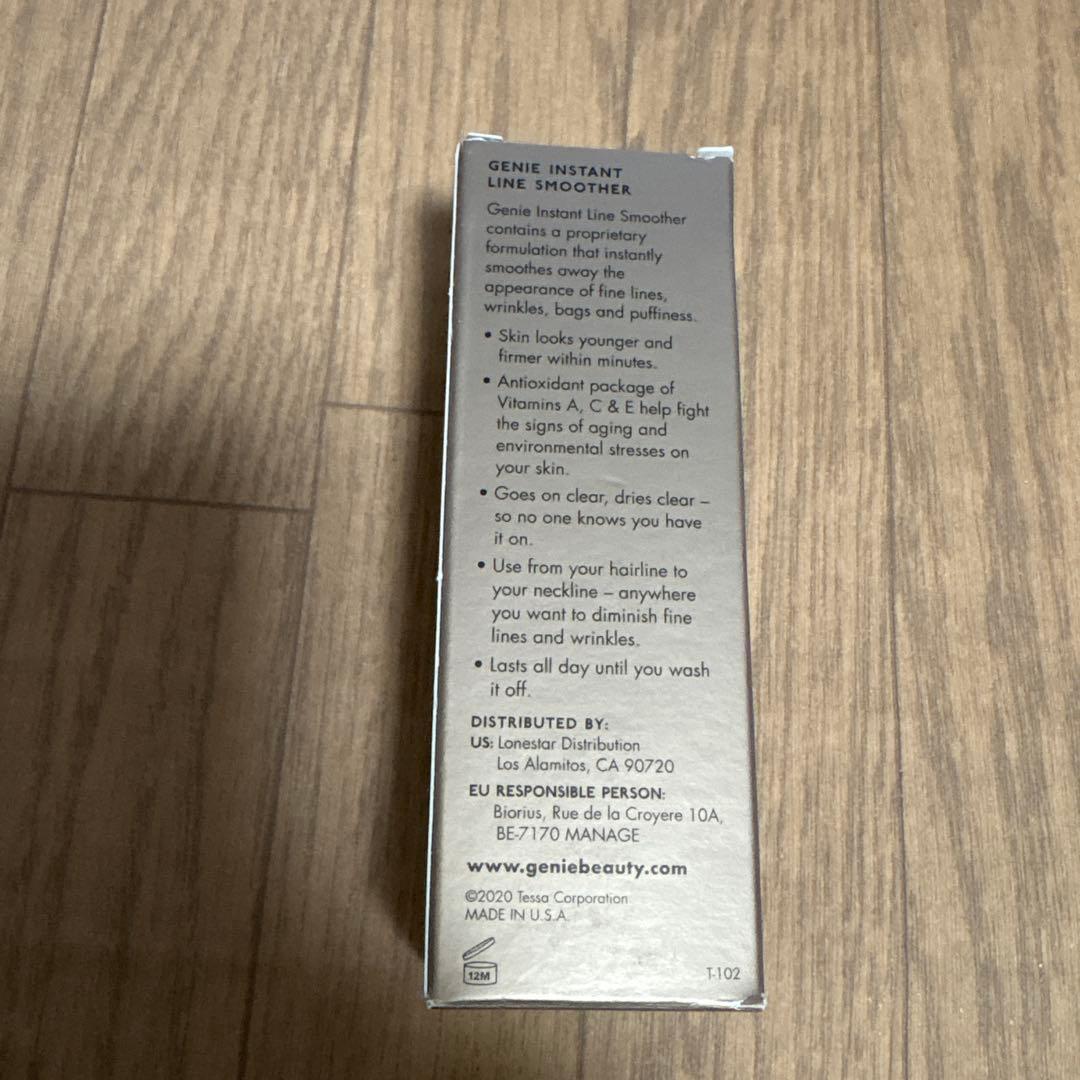 GENIE INSTANT
LINE SMOOTHER
Genie Instant Line Smoother
contains a proprietary
formulation that instantly
smoothes away the
appearance of fine lines,
wrinkles, bags and puffiness.
• Skin looks younger and
firmer within minutes.
• Antioxidant package of
Vitamins A, C & E help fight
the signs of aging and
environmental stresses on
your skin.
• Goes on clear, dries clear –
so no one knows you have
it on.
• Use from your hairline to
your neckline – anywhere
you want to diminish fine
lines and wrinkles.
• Lasts all day until you wash
it off.
DISTRIBUTED BY:
US: Lonestar Distribution
Los Alamitos, CA 90720
EU RESPONSIBLE PERSON:
Biorius, Rue de la Croyere 10A,
BE-7170 MANAGE
www.geniebeauty.com
©2020 Tessa Corporation
MADE IN U.S.A.
12M
T-102